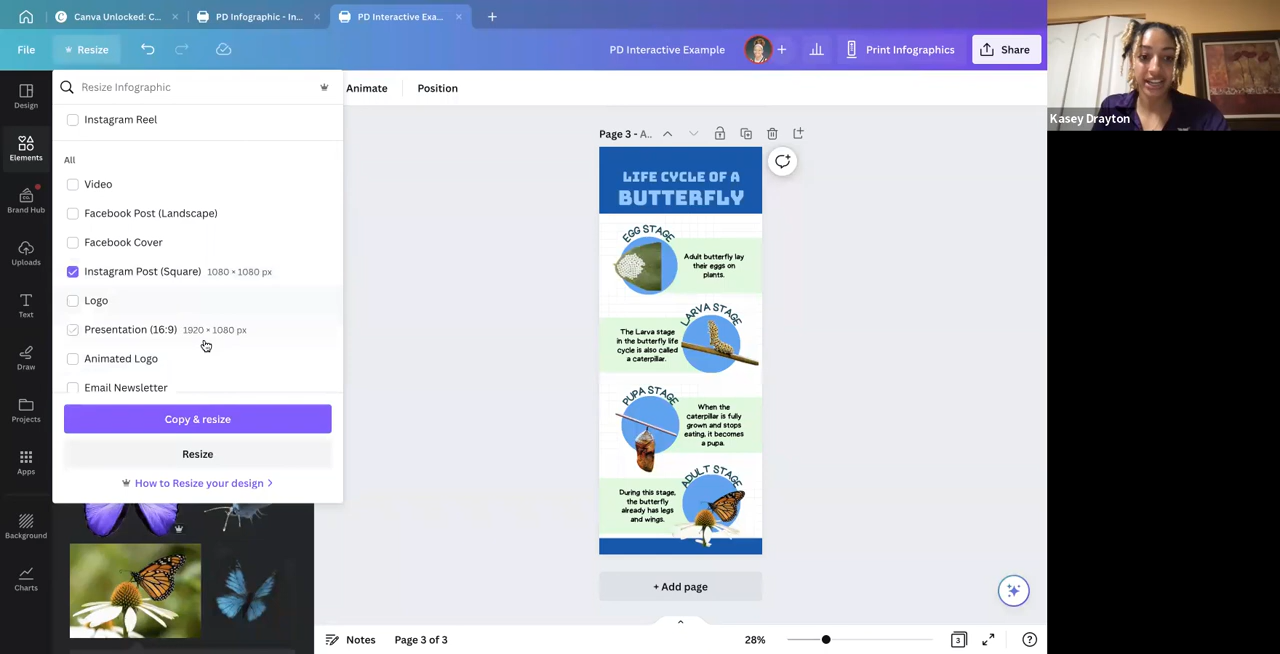 Canva Unlocked: C...
PD Infographic - In...
PD Interactive Exa...
File
Resize
PD Interactive Example
Print Infographics
Share
Resize Infographic
Animate
Position
Instagram Reel
All
Video
Facebook Post (Landscape)
Facebook Cover
Instagram Post (Square) 1080 × 1080 px
Logo
Presentation (16:9) 1920 × 1080 px
Animated Logo
Email Newsletter
Copy & resize
Resize
How to Resize your design >
Design
Elements
Brand Hub
Uploads
Text
Draw
Projects
Apps
Background
Charts
Page 3 - A..
LIFE CYCLE OF A
BUTTERFLY
EGG STAGE
Adult butterfly lay
their eggs on
plants.
LARVA STAGE
The Larva stage
in the butterfly life
cycle is also called
a caterpillar.
PUPA STAGE
When the
caterpillar is fully
grown and stops
eating, it becomes
a pupa.
ADULT STAGE
During this stage,
the butterfly
already has legs
and wings.
+ Add page
Notes
Page 3 of 3
28%
3
Kasey Drayton